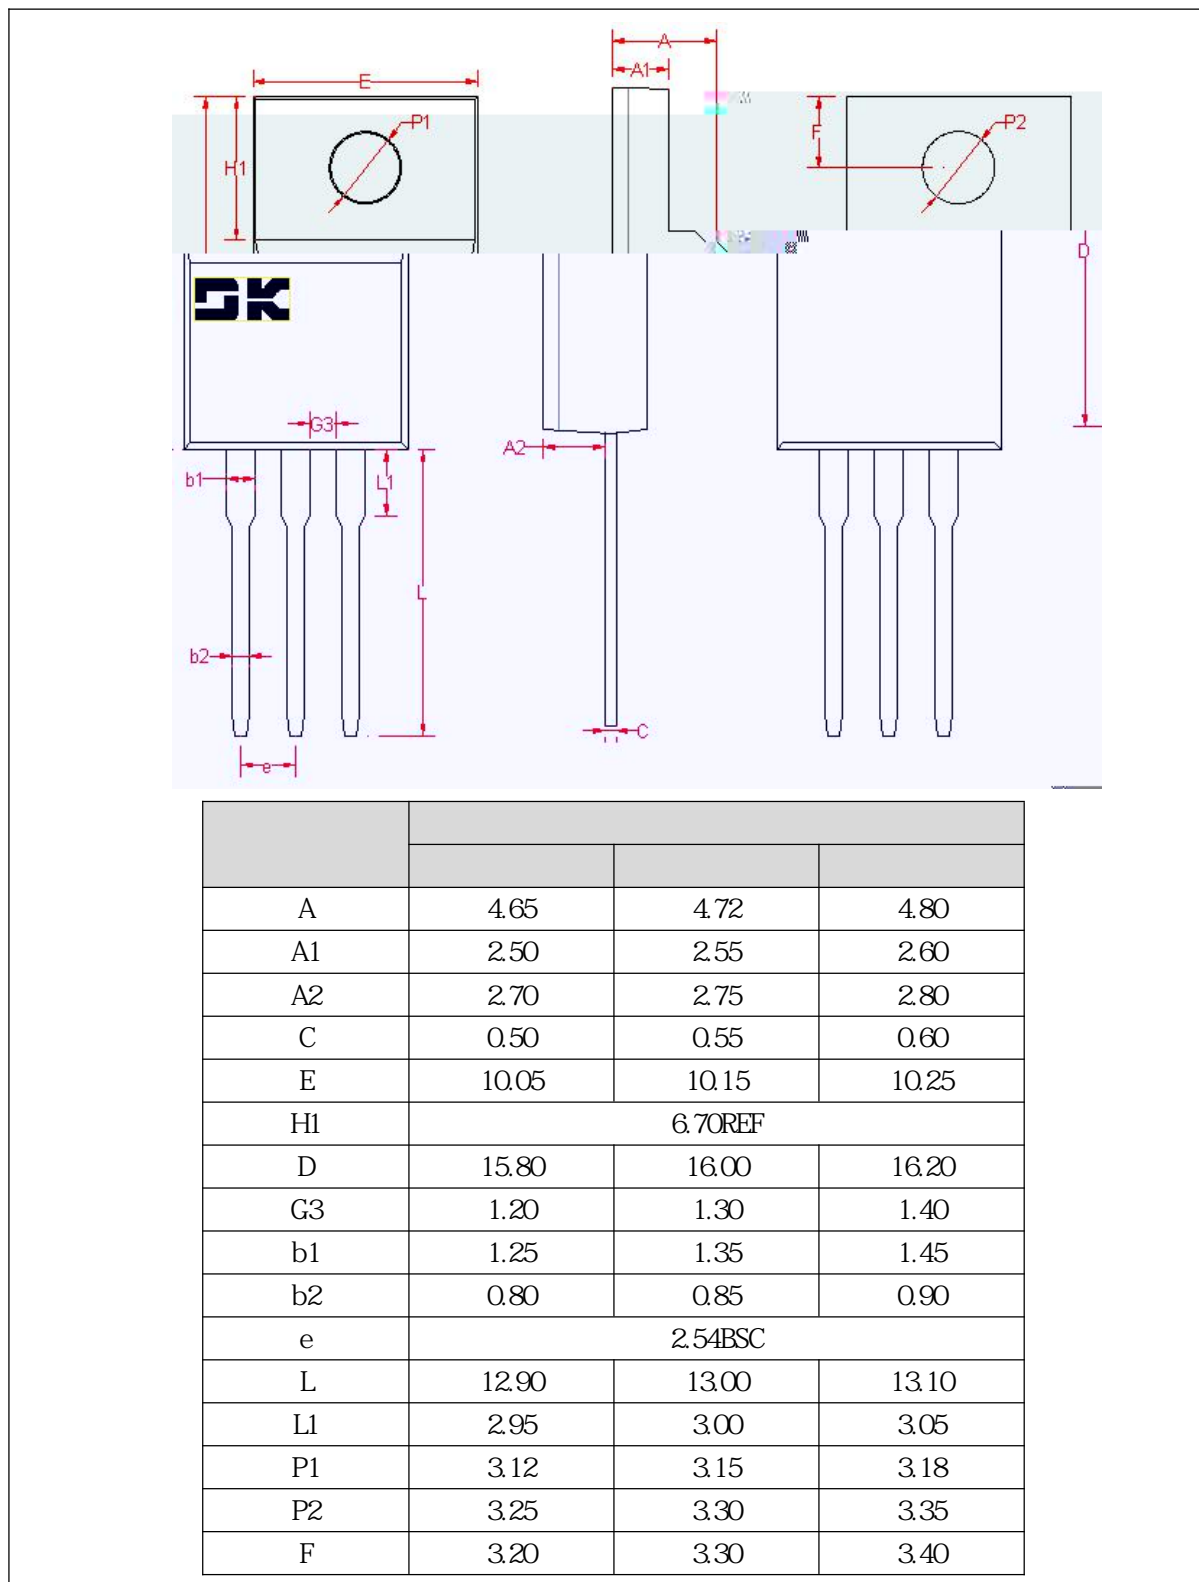 A
A1
E
P1
H1
F
P2
D
DK
G3
A2
b1
L1
L
b2
C
e
A 4.65 4.72 4.80
A1 2.50 2.55 2.60
A2 2.70 2.75 2.80
C 0.50 0.55 0.60
E 10.05 10.15 10.25
H1 6.70REF
D 15.80 16.00 16.20
G3 1.20 1.30 1.40
b1 1.25 1.35 1.45
b2 0.80 0.85 0.90
e 2.54BSC
L 12.90 13.00 13.10
L1 2.95 3.00 3.05
P1 3.12 3.15 3.18
P2 3.25 3.30 3.35
F 3.20 3.30 3.40